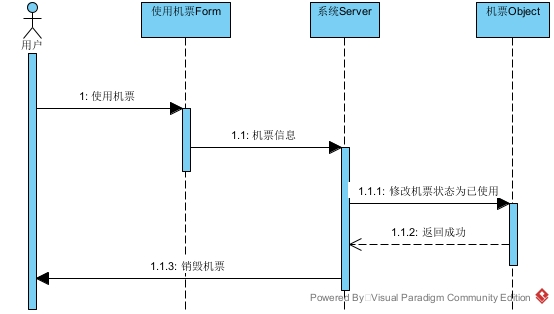 使用机票Form
系统Server
机票Object
用户
1: 使用机票
1.1: 机票信息
1.1.1: 修改机票状态为已使用
1.1.2: 返回成功
1.1.3: 销毁机票
Powered By Visual Paradigm Community Edition